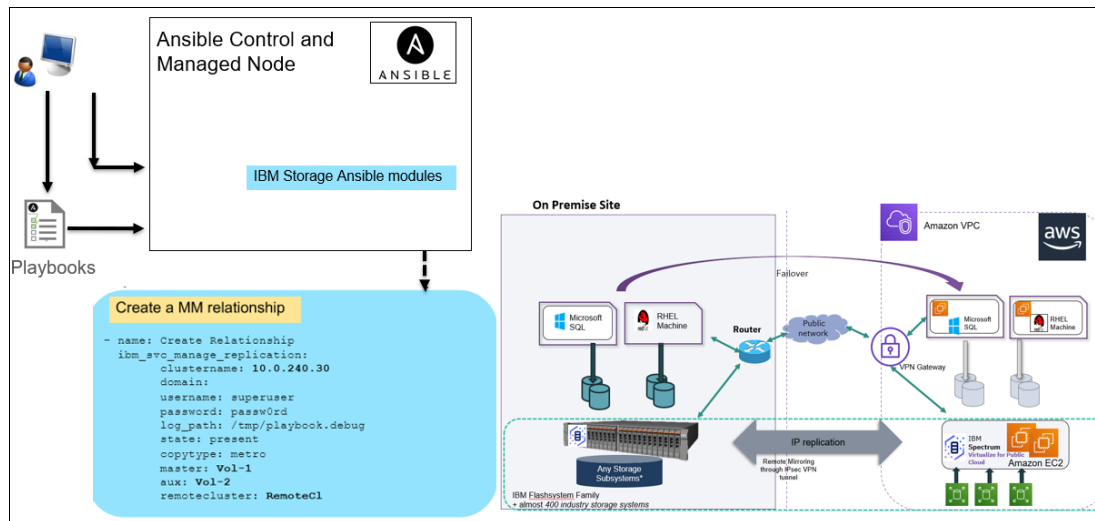 Ansible Control and
Managed Node
ANSIBLE
IBM Storage Ansible modules
Playbooks
Create a MM relationship
- name: Create Relationship
ibm_svc_manage_replication:
clustername: 10.0.240.30
domain:
username: superuser
password: passw0rd
log_path: /tmp/playbook.debug
state: present
copytype: metro
master: Vol-1
aux: Vol-2
remotecluster: RemoteCl
On Premise Site
Amazon VPC
aws
Failover
Microsoft
SQL
RHEL
Machine
Router
Public
network
VPN Gateway
Microsoft
SQL
RHEL
Machine
Any Storage
Subsystems*
IBM Flashsystem Family
+ almost 400 industry storage systems
IP replication
Remote Mirroring
through IPsec VPN
tunnel
IBM
Spectrum
Virtualize for Public
Cloud
Amazon EC2